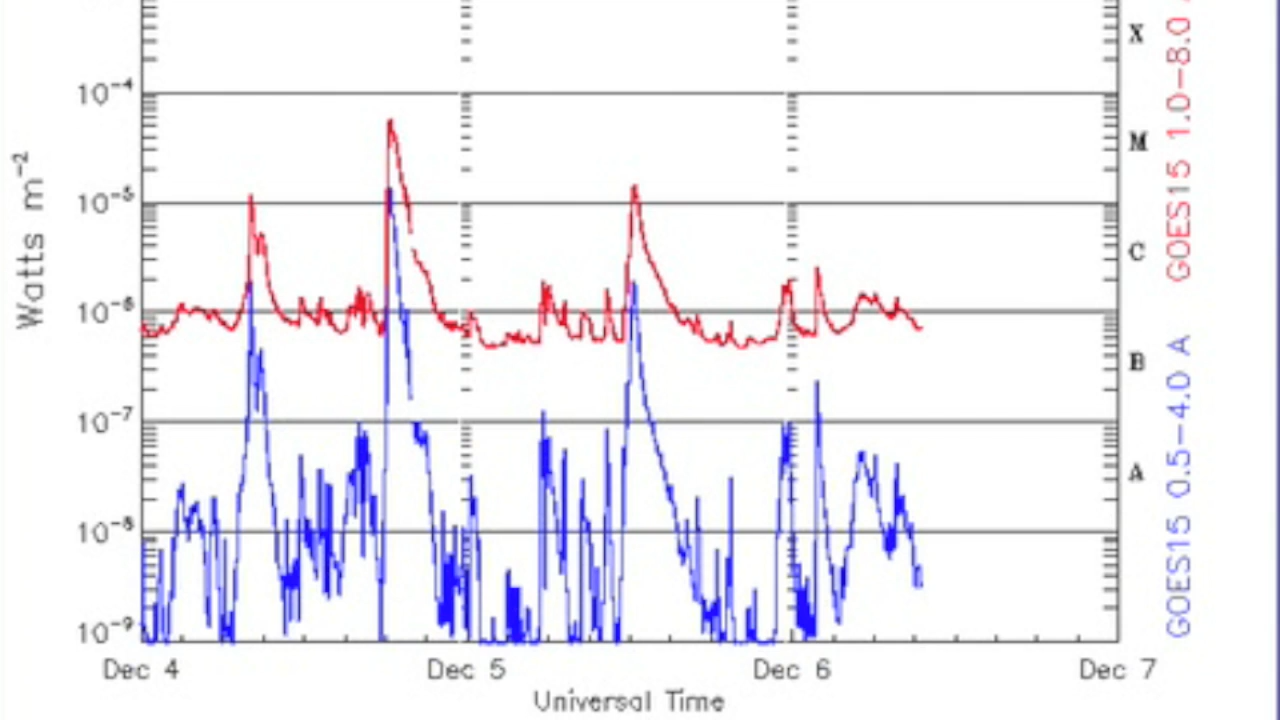 X
10⁻⁴
M
10⁻⁵
C
10⁻⁶
B
10⁻⁷
A
10⁻⁸
10⁻⁹
Watts m⁻²
Dec 4 Dec 5 Dec 6 Dec 7
Universal Time
GOES15 1.0-8.0
GOES15 0.5-4.0 A